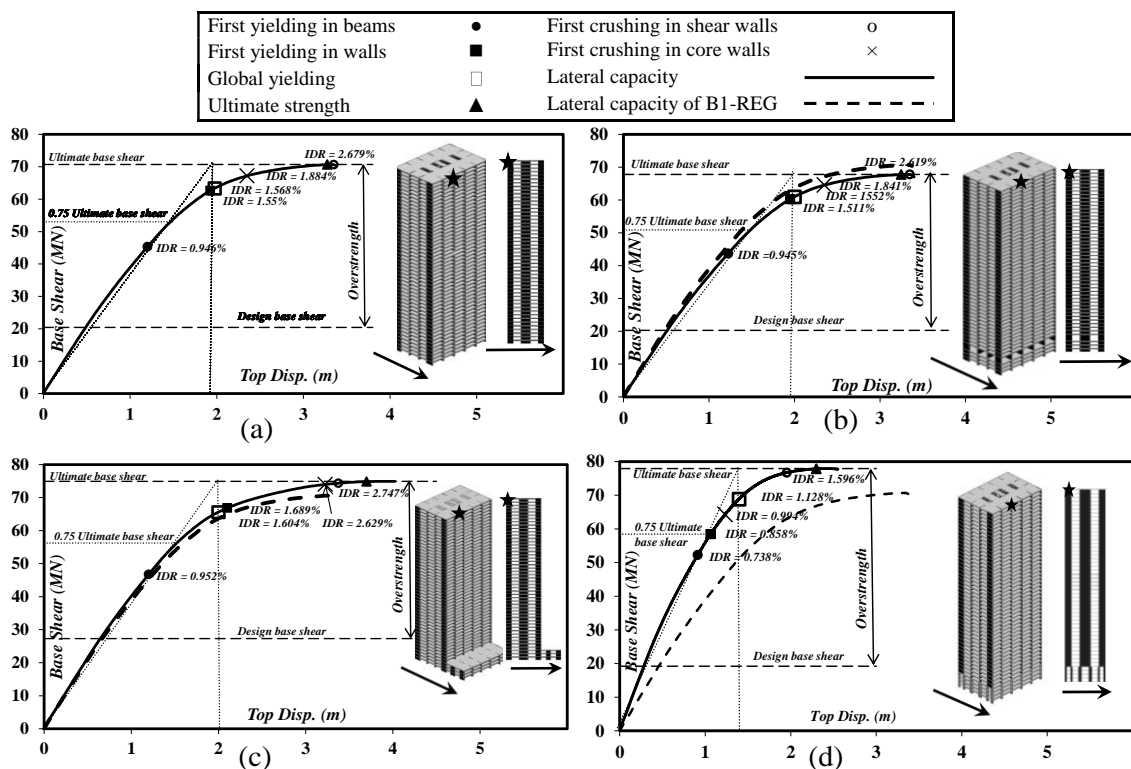 First yielding in beams First crushing in shear walls
First yielding in walls First crushing in core walls
Global yielding Lateral capacity
Ultimate strength Lateral capacity of B1-REG
80
70
60
50
40
30
20
10
0
Base Shear (MN)
Ultimate base shear
0.75 Ultimate base shear
Design base shear
IDR = 2.679%
IDR = 1.884%
IDR = 1.568%
IDR = 1.55%
IDR = 0.946%
Overstrength
Top Disp. (m)
0 1 2 3 4 5
(a)
80
70
60
50
40
30
20
10
0
Base Shear (MN)
Ultimate base shear
0.75 Ultimate base shear
Design base shear
IDR = 2.619%
IDR = 1.841%
IDR = 1552%
IDR = 1.511%
IDR =0.945%
Overstrength
Top Disp. (m)
0 1 2 3 4 5
(b)
80
70
60
50
40
30
20
10
0
Base Shear (MN)
Ultimate base shear
0.75 Ultimate base shear
Design base shear
IDR = 2.747%
IDR = 1.689%
IDR = 1.604%
IDR = 2.629%
IDR = 0.952%
Overstrength
Top Disp. (m)
0 1 2 3 4 5
(c)
80
70
60
50
40
30
20
10
0
Base Shear (MN)
Ultimate base shear
0.75 Ultimate
base shear
Design base shear
IDR = 1.596%
IDR = 1.128%
IDR = 0.994%
IDR = 0.858%
IDR = 0.738%
Overstrength
Top Disp. (m)
0 1 2 3 4 5
(d)